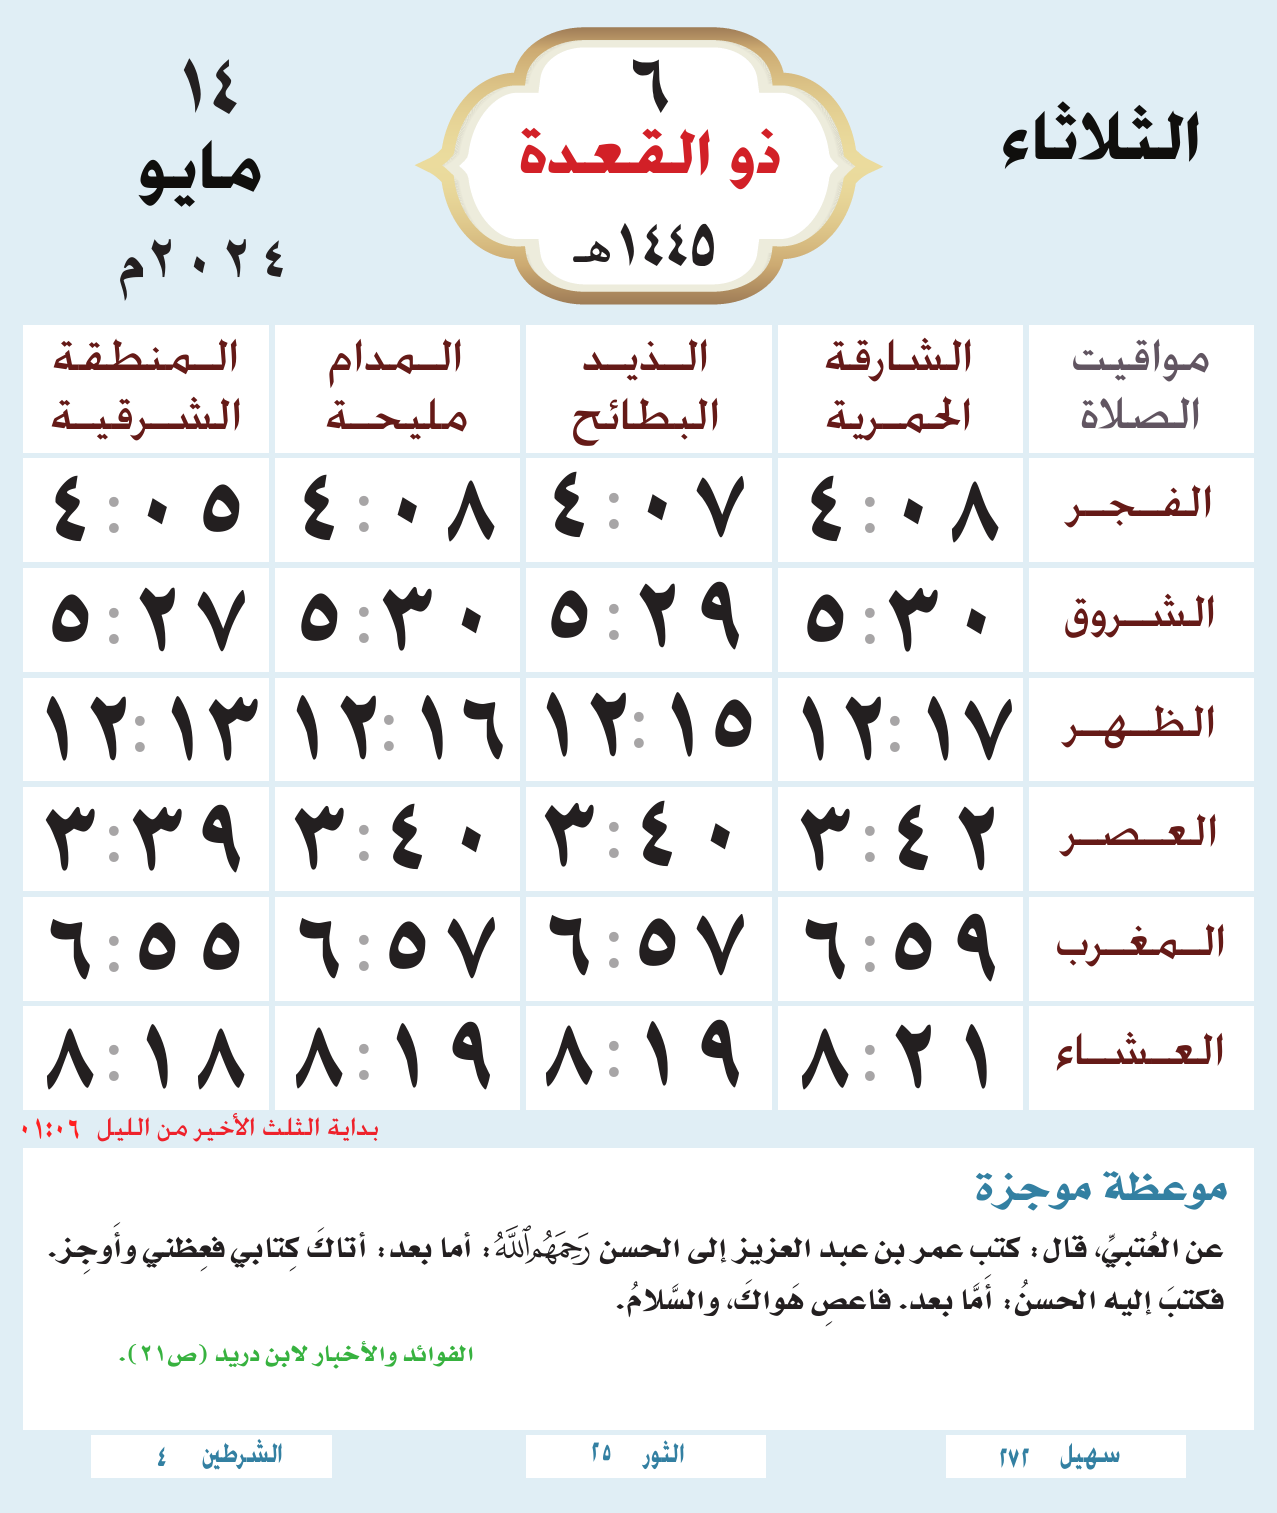 الثلاثاء
٦
ذو القعدة
١٤٤٥هـ
١٤
مايو
٢٠٢٤م
مواقيت الصلاة
الشارقة الحمرية
الذيد البطائح
المدام مليحة
المنطقة الشرقية
الفجر ٤:٠٨ ٤:٠٧ ٤:٠٨ ٤:٠٥
الشروق ٥:٣٠ ٥:٢٩ ٥:٣٠ ٥:٢٧
الظهر ١٢:١٧ ١٢:١٥ ١٢:١٦ ١٢:١٣
العصر ٣:٤٢ ٣:٤٠ ٣:٤٠ ٣:٣٩
المغرب ٦:٥٩ ٦:٥٧ ٦:٥٧ ٦:٥٥
العشاء ٨:٢١ ٨:١٩ ٨:١٩ ٨:١٨
بداية الثلث الأخير من الليل ٠١:٠٦
موعظة موجزة
عن العُتبيِّ، قال: كتب عمر بن عبد العزيز إلى الحسن رَحِمَهُمُ اللَّهُ: أما بعد: أتاكَ كِتابي فعِظني وأَوجِز.
فكتبَ إليه الحسنُ: أَمَّا بعد. فاعصِ هَواكَ، والسَّلامُ.
الفوائد والأخبار لابن دريد (ص٢١).
سهيل ٢٧٢
الثور ٢٥
الشرطين ٤